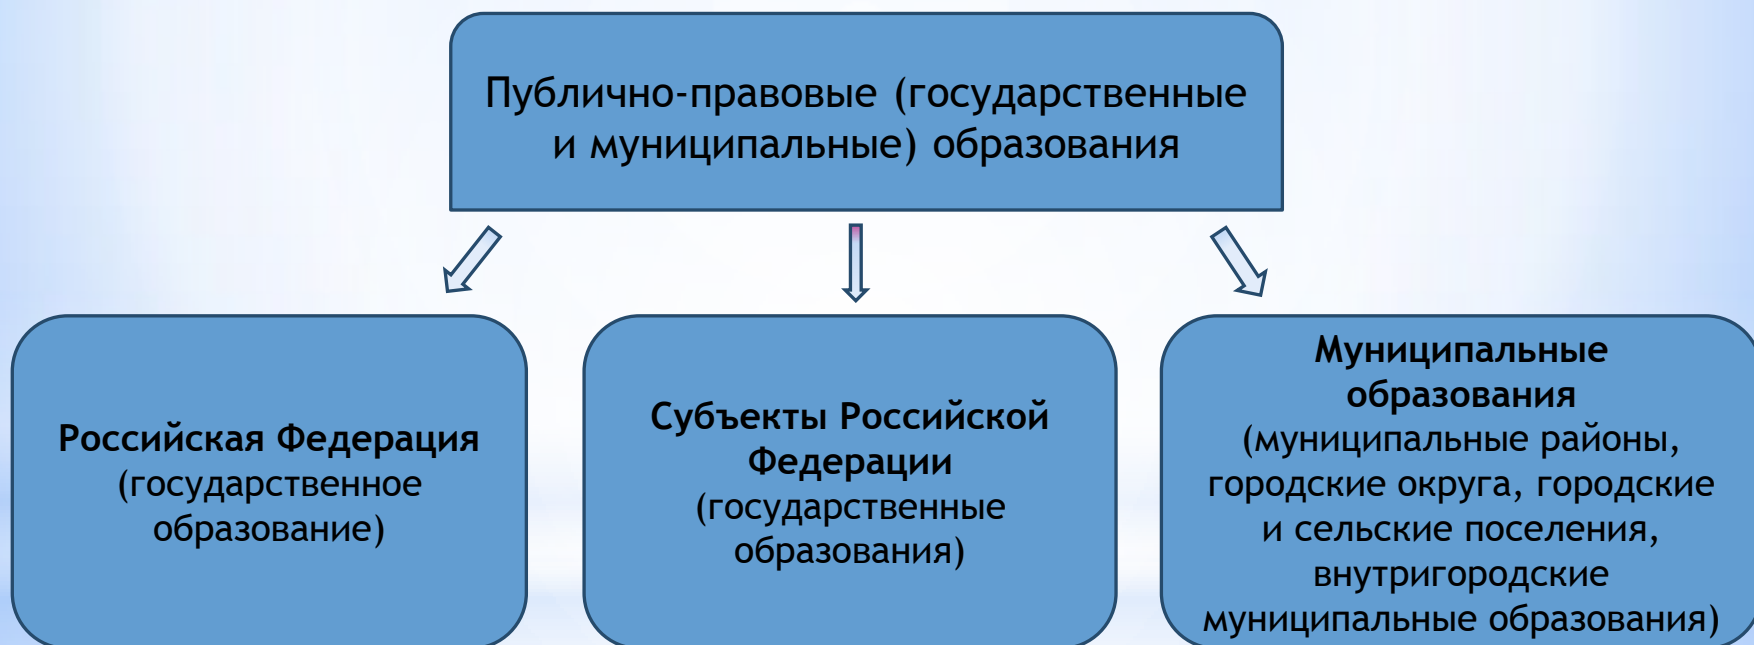 Публично-правовые (государственные
и муниципальные) образования
Российская Федерация
(государственное
образование)
Субъекты Российской
Федерации
(государственные
образования)
Муниципальные
образования
(муниципальные районы,
городские округа, городские
и сельские поселения,
внутригородские
муниципальные образования)